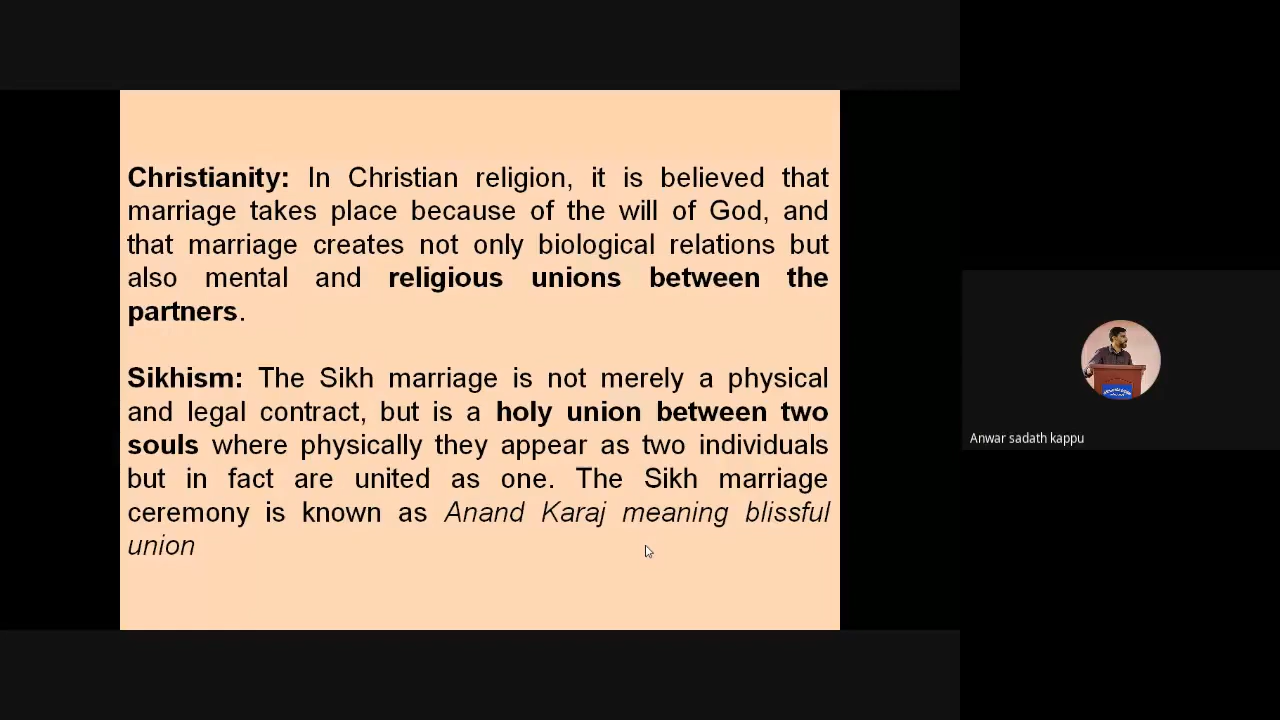 Christianity: In Christian religion, it is believed that
marriage takes place because of the will of God, and
that marriage creates not only biological relations but
also mental and religious unions between the
partners.
Sikhism: The Sikh marriage is not merely a physical
and legal contract, but is a holy union between two
souls where physically they appear as two individuals
but in fact are united as one. The Sikh marriage
ceremony is known as Anand Karaj meaning blissful
union
Anwar sadath kappu